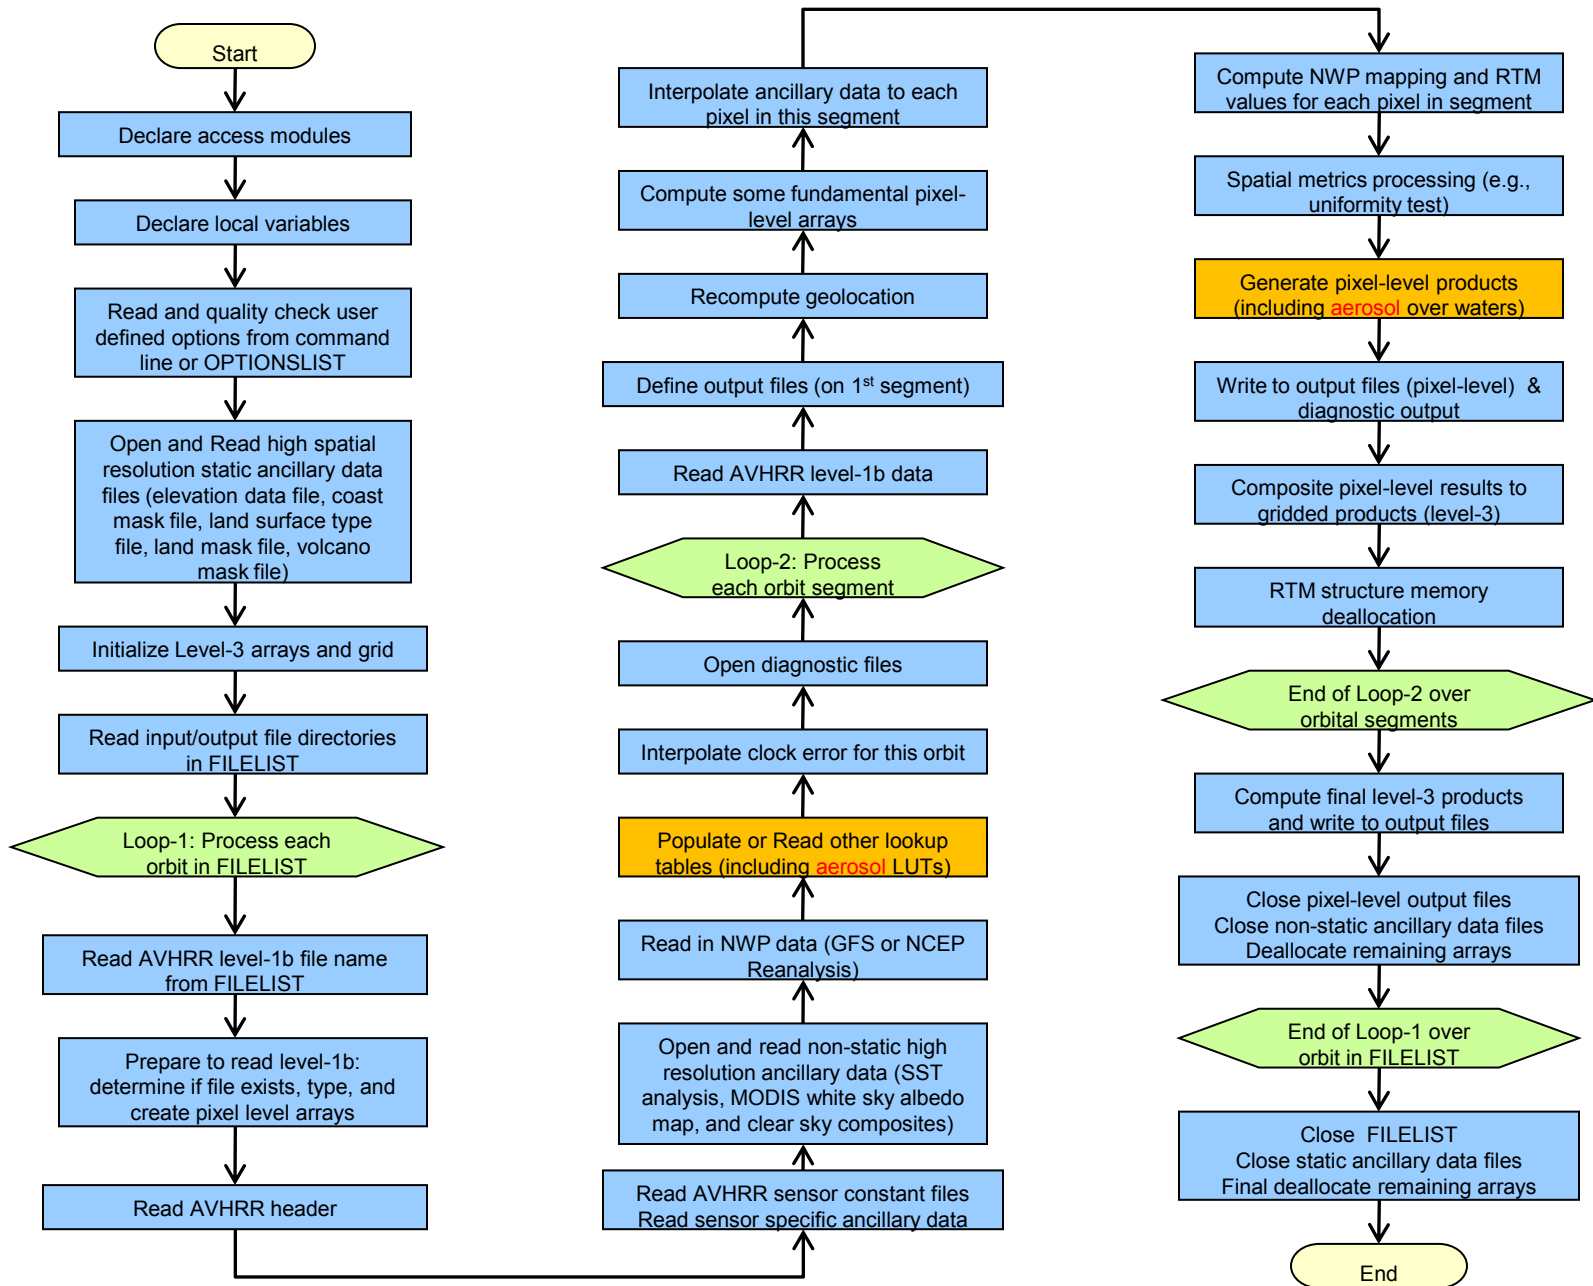 Start
Declare access modules
Declare local variables
Read and quality check user
defined options from command
line or OPTIONSLIST
Open and Read high spatial
resolution static ancillary data
files (elevation data file, coast
mask file, land surface type
file, land mask file, volcano
mask file)
Initialize Level-3 arrays and grid
Read input/output file directories
in FILELIST
Loop-1: Process each
orbit in FILELIST
Read AVHRR level-1b file name
from FILELIST
Prepare to read level-1b:
determine if file exists, type, and
create pixel level arrays
Read AVHRR header
Read AVHRR sensor constant files
Read sensor specific ancillary data
Open and read non-static high
resolution ancillary data (SST
analysis, MODIS white sky albedo
map, and clear sky composites)
Read in NWP data (GFS or NCEP
Reanalysis)
Populate or Read other lookup
tables (including aerosol LUTs)
Interpolate clock error for this orbit
Open diagnostic files
Loop-2: Process
each orbit segment
Read AVHRR level-1b data
Define output files (on 1st segment)
Recompute geolocation
Compute some fundamental pixel-
level arrays
Interpolate ancillary data to each
pixel in this segment
Compute NWP mapping and RTM
values for each pixel in segment
Spatial metrics processing (e.g.,
uniformity test)
Generate pixel-level products
(including aerosol over waters)
Write to output files (pixel-level) &
diagnostic output
Composite pixel-level results to
gridded products (level-3)
RTM structure memory
deallocation
End of Loop-2 over
orbital segments
Compute final level-3 products
and write to output files
Close pixel-level output files
Close non-static ancillary data files
Deallocate remaining arrays
End of Loop-1 over
orbit in FILELIST
Close FILELIST
Close static ancillary data files
Final deallocate remaining arrays
End